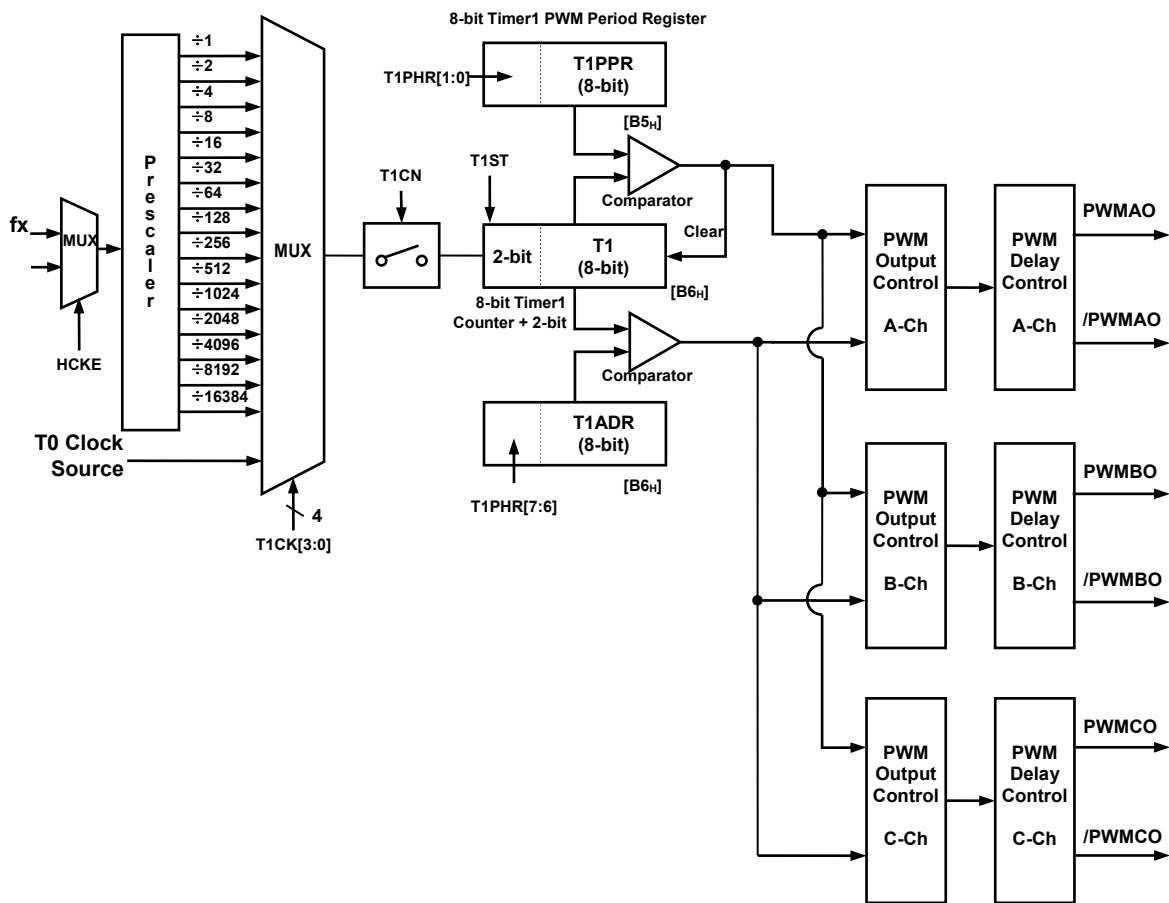 8-bit Timer1 PWM Period Register
÷1
÷2
÷4
÷8
÷16
÷32
÷64
÷128
÷256
÷512
÷1024
÷2048
÷4096
÷8192
÷16384
Prescaler
fx
MUX
HCKE
T0 Clock
Source
MUX
4
T1CK[3:0]
T1CN
T1PHR[1:0]
T1PPR
(8-bit)
[B5H]
T1ST
Comparator
Clear
2-bit
T1
(8-bit)
[B6H]
8-bit Timer1
Counter + 2-bit
Comparator
T1ADR
(8-bit)
[B6H]
T1PHR[7:6]
PWM
Output
Control
A-Ch
PWM
Delay
Control
A-Ch
PWMAO
/PWMAO
PWM
Output
Control
B-Ch
PWM
Delay
Control
B-Ch
PWMBO
/PWMBO
PWM
Output
Control
C-Ch
PWM
Delay
Control
C-Ch
PWMCO
/PWMCO